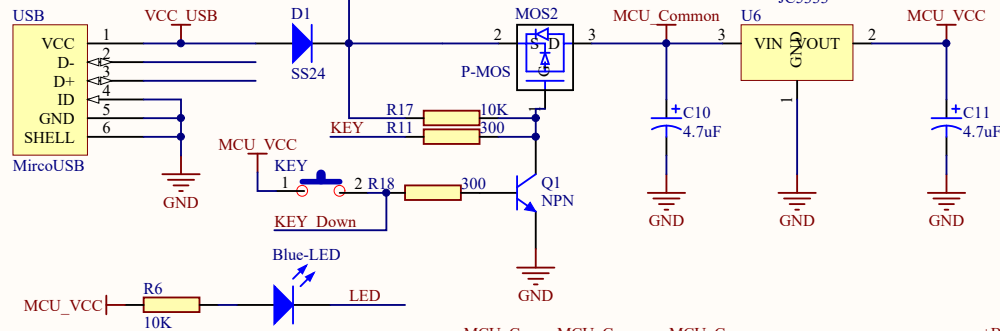 USB
VCC
D-
D+
ID
GND
SHELL
1
2
3
4
5
6
MircoUSB
VCC_USB
GND
D1
SS24
MOS2
2
S D
G
3
1
P-MOS
R17 10K
KEY R11 300
MCU_VCC
KEY
1
2
R18 300
KEY_Down
Q1
NPN
GND
MCU_Common
C10
4.7uF
GND
U6
3
VIN GND VOUT
2
1
GND
MCU_VCC
C11
4.7uF
GND
Blue-LED
MCU_VCC
R6
10K
LED